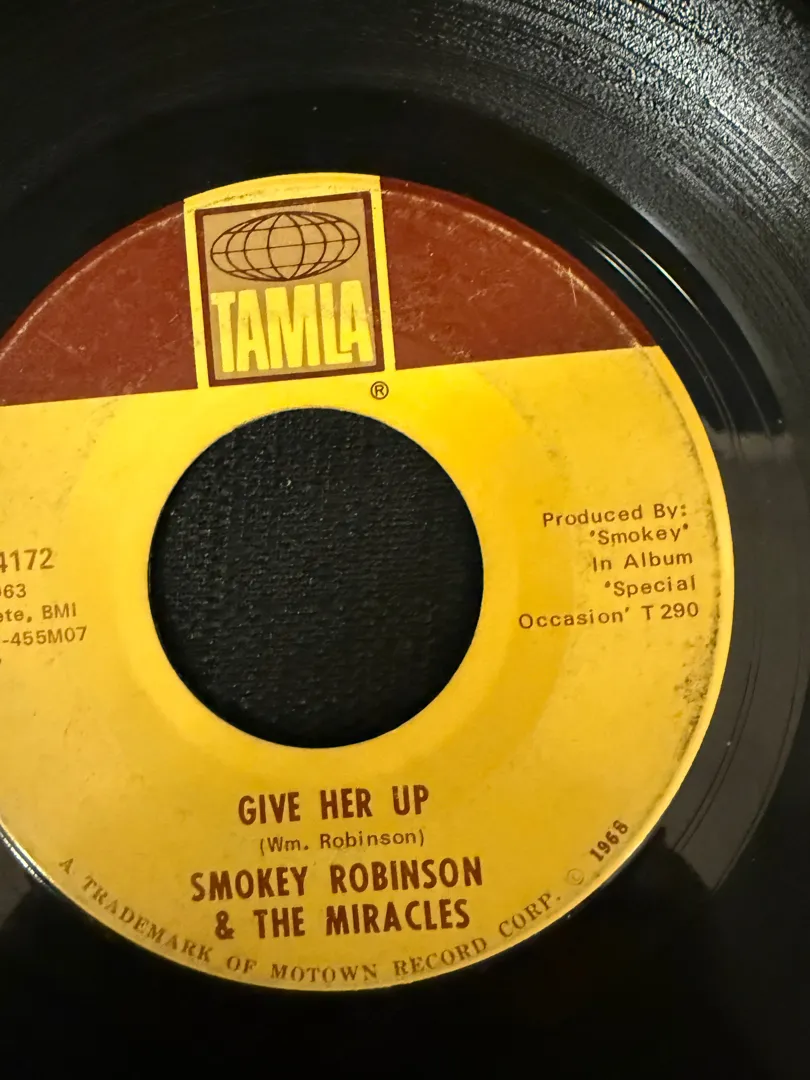 TAMLA
®
4172
63
ete, BMI
-455M07
Produced By:
"Smokey"
In Album
"Special
Occasion' T 290
GIVE HER UP
(Wm. Robinson)
SMOKEY ROBINSON
& THE MIRACLES
A TRADEMARK OF MOTOWN RECORD CORP. © 1968